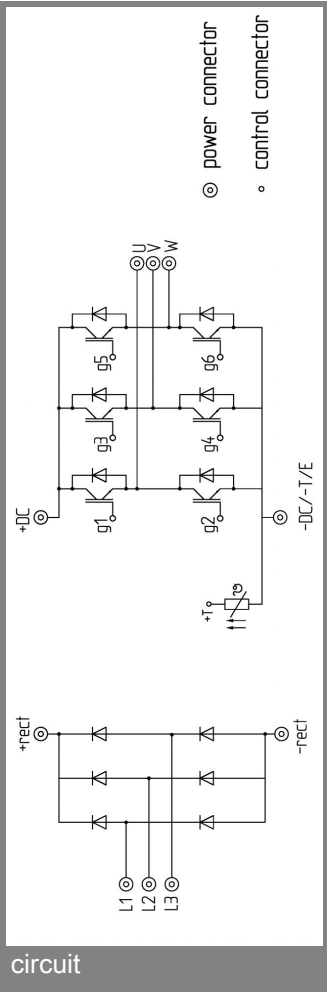 +rect
L1
L2
L3
-rect
+DC
g1
g3
g5
U
V
W
g2
g4
g6
+T
ϑ
-DC/-T/E
power connector
control connector
circuit